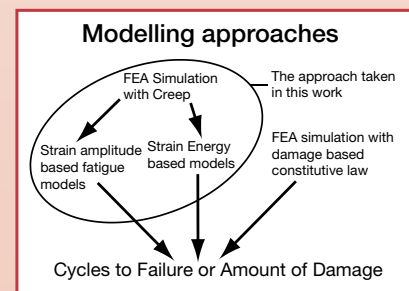 Modelling approaches
FEA Simulation
with Creep
The approach taken
in this work
Strain amplitude
based fatigue
models
Strain Energy
based models
FEA simulation with
damage based
constitutive law
Cycles to Failure or Amount of Damage